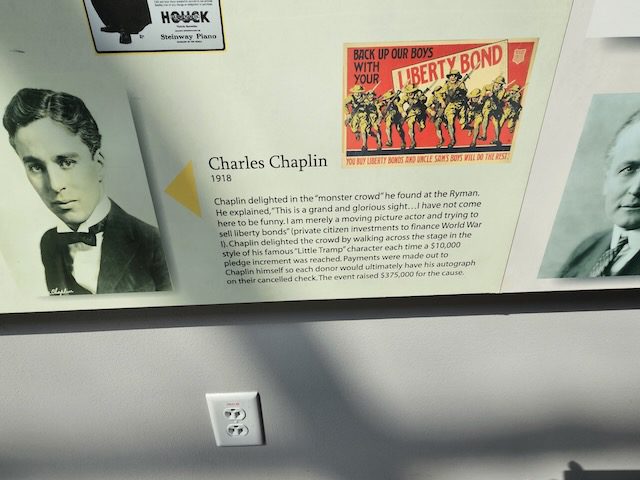 HOUCK
Steinway Piano
BACK UP OUR BOYS
WITH
YOUR
LIBERTY BOND
YOU BUY LIBERTY BONDS AND UNCLE SAM'S BOYS WILL DO THE REST!
Charles Chaplin
1918
Chaplin delighted in the "monster crowd" he found at the Ryman.
He explained, "This is a grand and glorious sight...I have not come
here to be funny. I am merely a moving picture actor and trying to
sell liberty bonds" (private citizen investments to finance World War
I). Chaplin delighted the crowd by walking across the stage in the
style of his famous "Little Tramp" character each time a $10,000
pledge increment was reached. Payments were made out to
Chaplin himself so each donor would ultimately have his autograph
on their cancelled check. The event raised $375,000 for the cause.
Chaplin